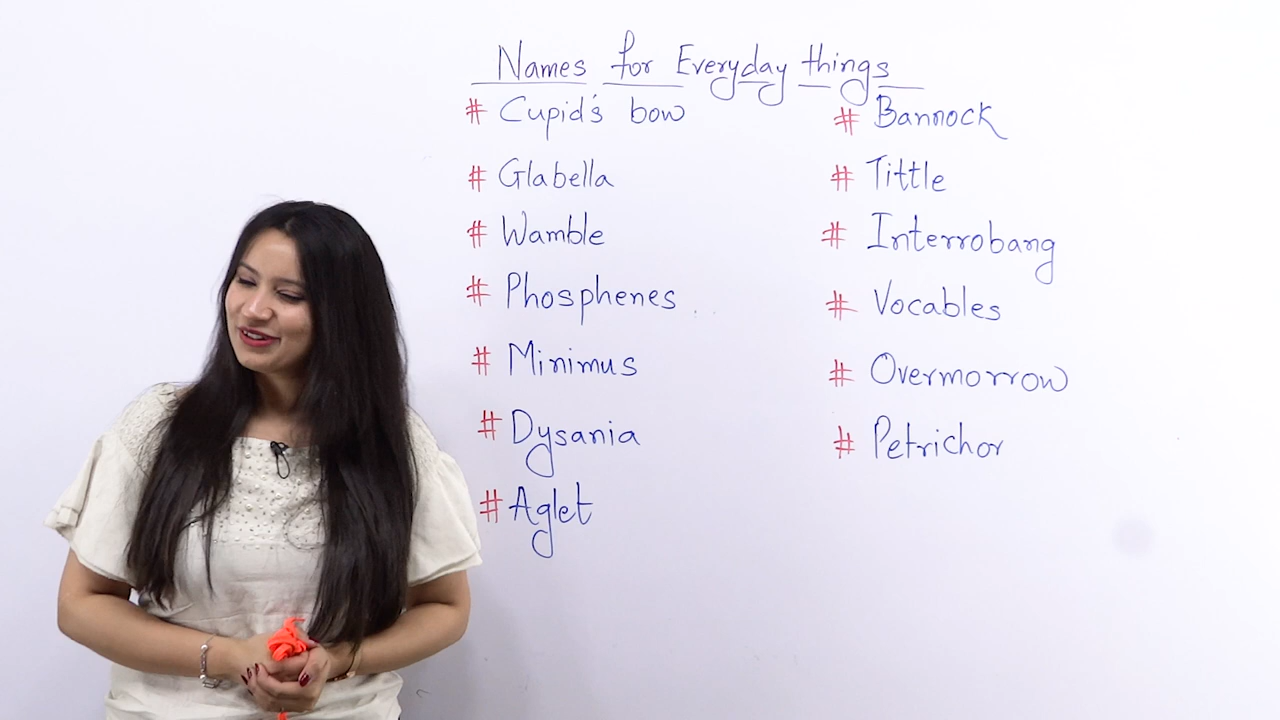 Names for Everyday things
# Cupid's bow
# Glabella
# Wamble
# Phosphenes
# Minimus
# Dysania
# Aglet
# Bannock
# Tittle
# Interrobang
# Vocables
# Overmorrow
# Petrichor